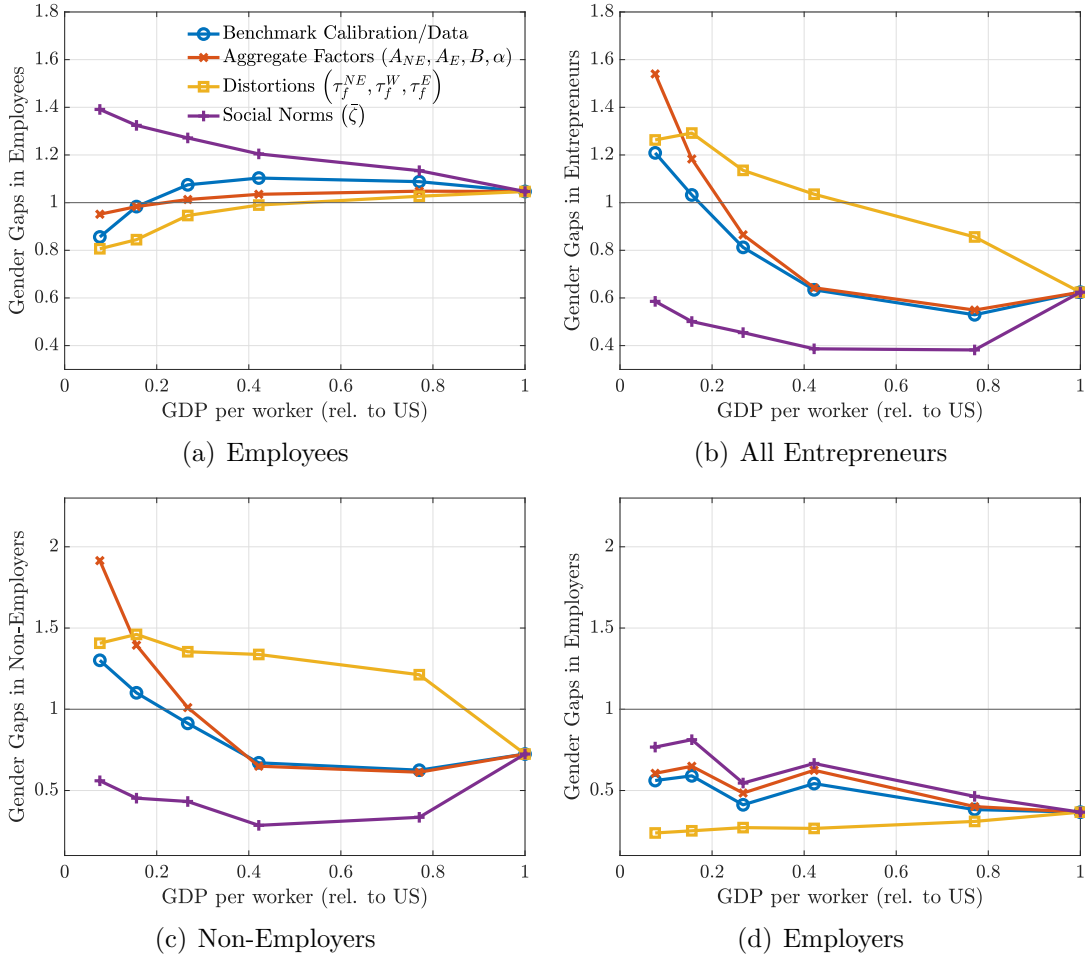 1.8
1.6
1.4
1.2
1
0.8
0.6
0.4
Gender Gaps in Employees
Benchmark Calibration/Data
Aggregate Factors (A_{NE}, A_E, B, α)
Distortions (τ_f^{NE}, τ_f^W, τ_f^E)
Social Norms (ζ̄)
0 0.2 0.4 0.6 0.8 1
GDP per worker (rel. to US)
(a) Employees
1.8
1.6
1.4
1.2
1
0.8
0.6
0.4
Gender Gaps in Entrepreneurs
0 0.2 0.4 0.6 0.8 1
GDP per worker (rel. to US)
(b) All Entrepreneurs
2
1.5
1
0.5
Gender Gaps in Non-Employers
0 0.2 0.4 0.6 0.8 1
GDP per worker (rel. to US)
(c) Non-Employers
2
1.5
1
0.5
Gender Gaps in Employers
0 0.2 0.4 0.6 0.8 1
GDP per worker (rel. to US)
(d) Employers